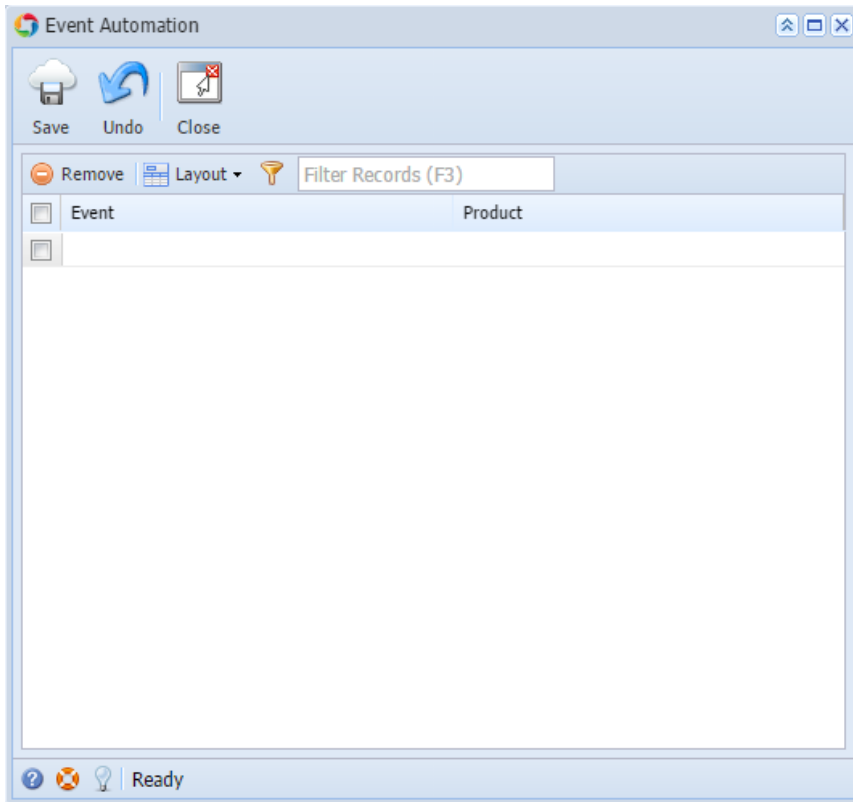 Event Automation
Save Undo Close
Remove Layout Filter Records (F3)
Event Product
Ready